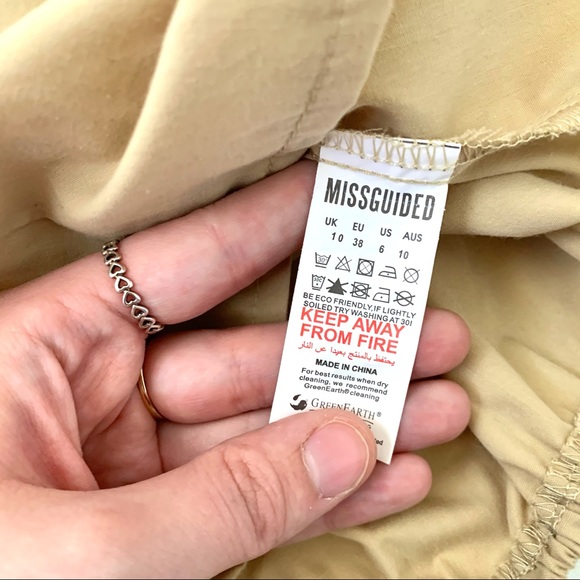 MISSGUIDED
UK EU US AUS
10 38 6 10
BE ECO FRIENDLY,IF LIGHTLY
SOILED TRY WASHING AT 30!
KEEP AWAY
FROM FIRE
يحتفظ بالمنتج بعيدا عن النار
MADE IN CHINA
For best results when dry
cleaning, we recommend
GreenEarth®cleaning
GREENEARTH